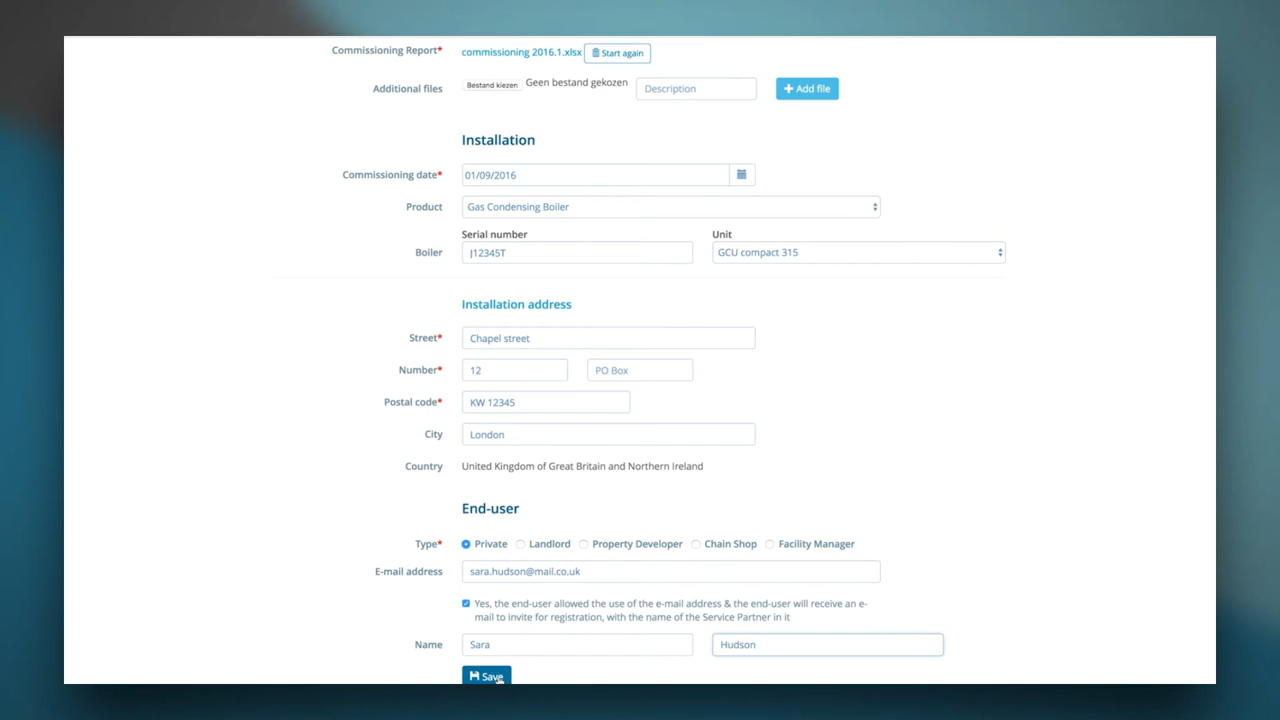 Commissioning Report* commissioning 2016.1.xlsx Start again
Additional files Bestand kiezen Geen bestand gekozen Description + Add file
Installation
Commissioning date* 01/09/2016
Product Gas Condensing Boiler
Serial number Unit
Boiler J12345T GCU compact 315
Installation address
Street* Chapel street
Number* 12 PO Box
Postal code* KW 12345
City London
Country United Kingdom of Great Britain and Northern Ireland
End-user
Type* Private Landlord Property Developer Chain Shop Facility Manager
E-mail address sara.hudson@mail.co.uk
Yes, the end-user allowed the use of the e-mail address & the end-user will receive an e-
mail to invite for registration, with the name of the Service Partner in it
Name Sara Hudson
Save